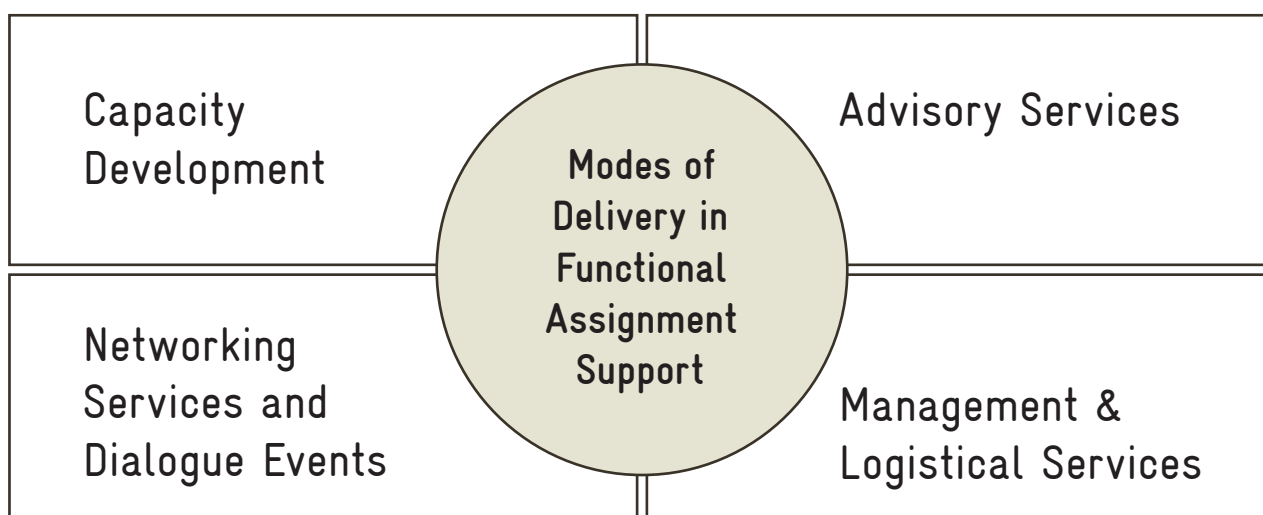 Capacity
Development
Advisory Services
Modes of
Delivery in
Functional
Assignment
Support
Networking
Services and
Dialogue Events
Management &
Logistical Services